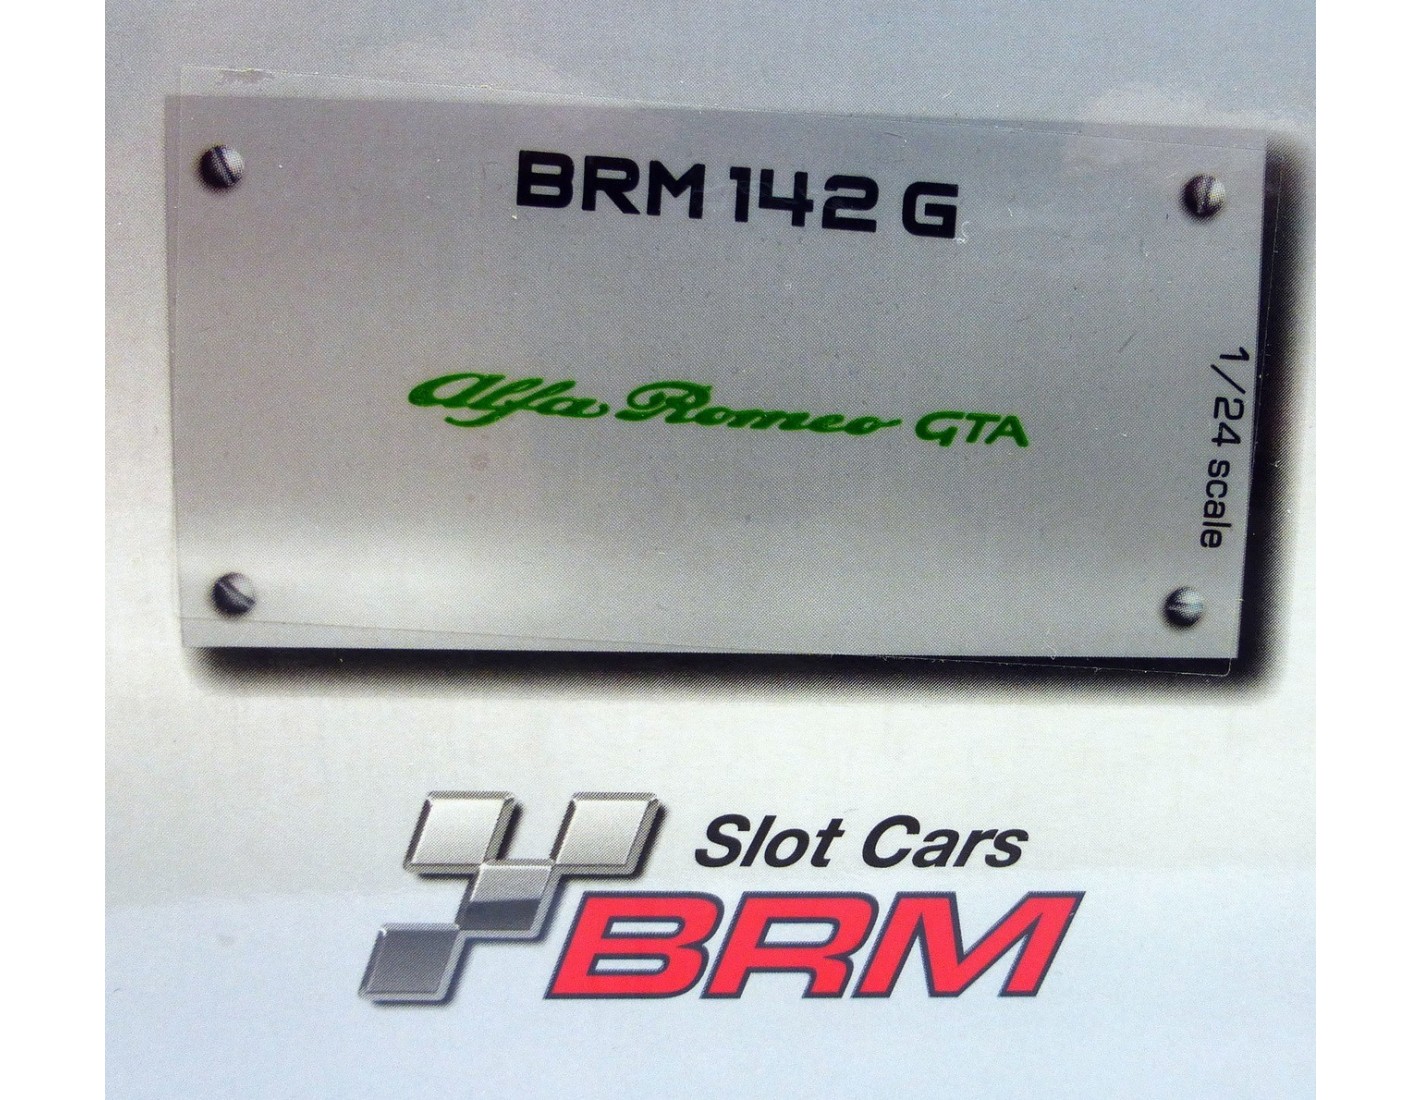 BRM 142 G
Alfa Romeo GTA
1/24 scale
Slot Cars
BRM